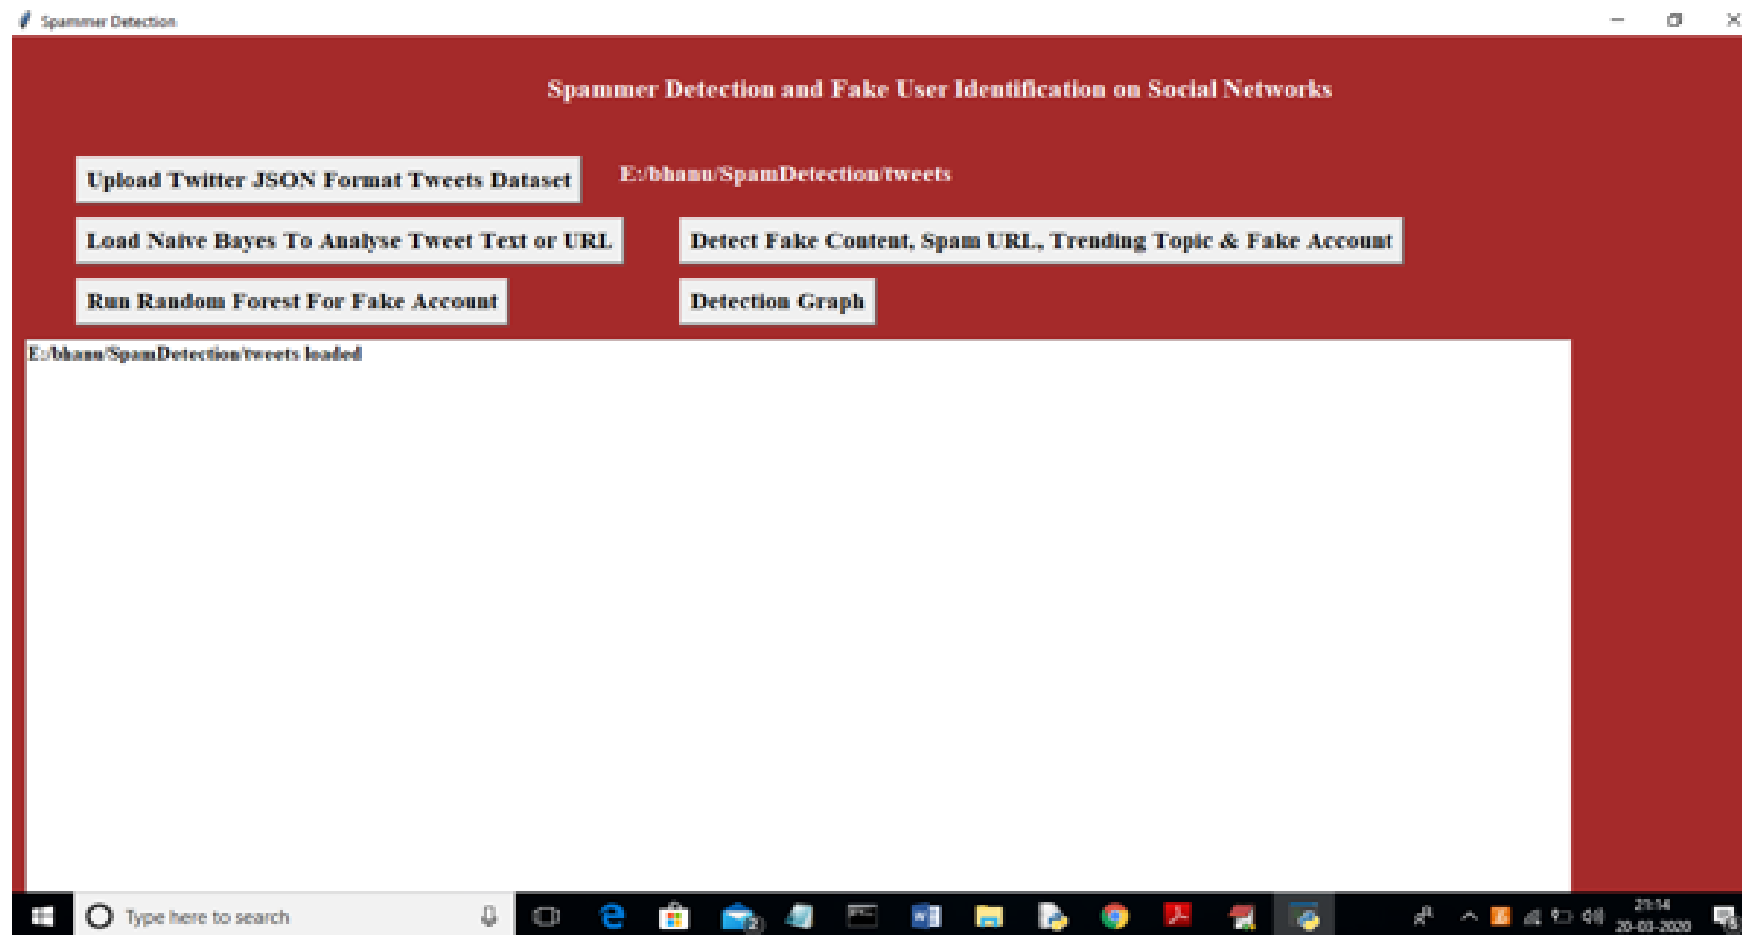 Spammer Detection
Spammer Detection and Fake User Identification on Social Networks
Upload Twitter JSON Format Tweets Dataset
E:/bhanu/SpamDetection/tweets
Load Naive Bayes To Analyse Tweet Text or URL
Detect Fake Content, Spam URL, Trending Topic & Fake Account
Run Random Forest For Fake Account
Detection Graph
E:/bhanu/SpamDetection/tweets loaded
Type here to search
21:14
20-03-2020